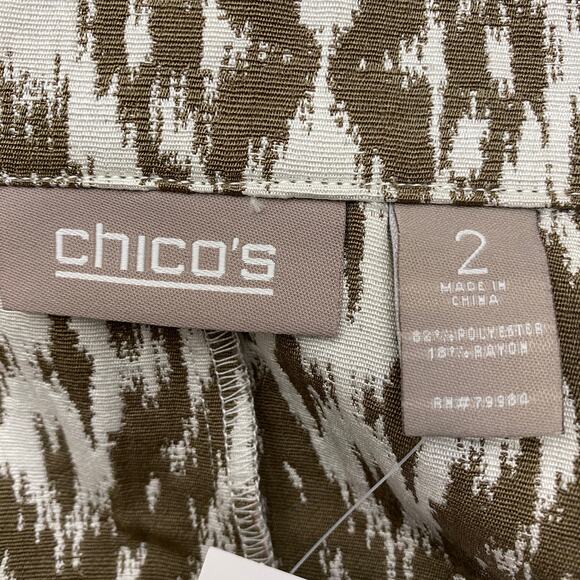 chico's
2
MADE IN
CHINA
82% POLYESTER
18% RAYON
RN# 79984